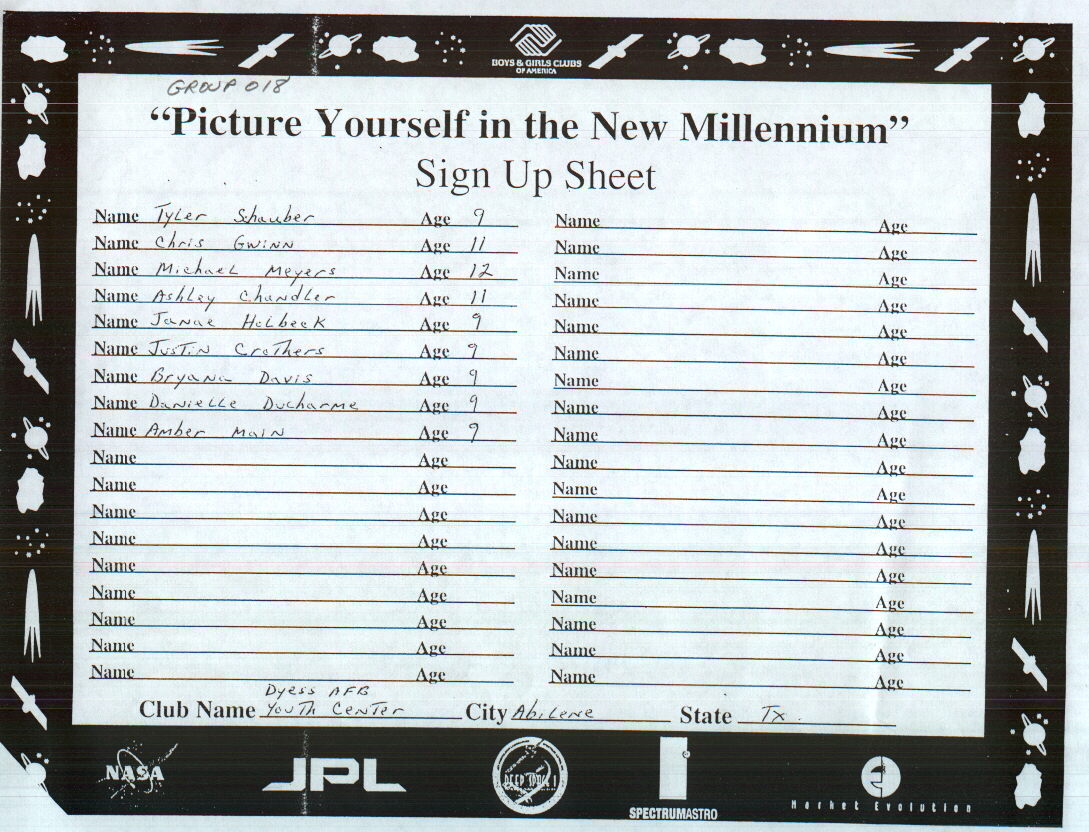 BOYS & GIRLS CLUBS
OF AMERICA
GROUP 018
“Picture Yourself in the New Millennium”
Sign Up Sheet
Name Tyler Schauber Age 9 Name Age
Name Chris Gwinn Age 11 Name Age
Name Michael Meyers Age 12 Name Age
Name Ashley Chandler Age 11 Name Age
Name Janae Holbeck Age 9 Name Age
Name Justin Crothers Age 9 Name Age
Name Bryana Davis Age 9 Name Age
Name Danielle Ducharme Age 9 Name Age
Name Amber Main Age 9 Name Age
Name Age Name Age
Name Age Name Age
Name Age Name Age
Name Age Name Age
Name Age Name Age
Name Age Name Age
Name Age Name Age
Name Age Name Age
Name Age Name Age
Dyess AFB
Club Name Youth Center City Abilene State Tx.
NASA JPL DEEP SPACE 1 SPECTRUMASTRO Market Evolution